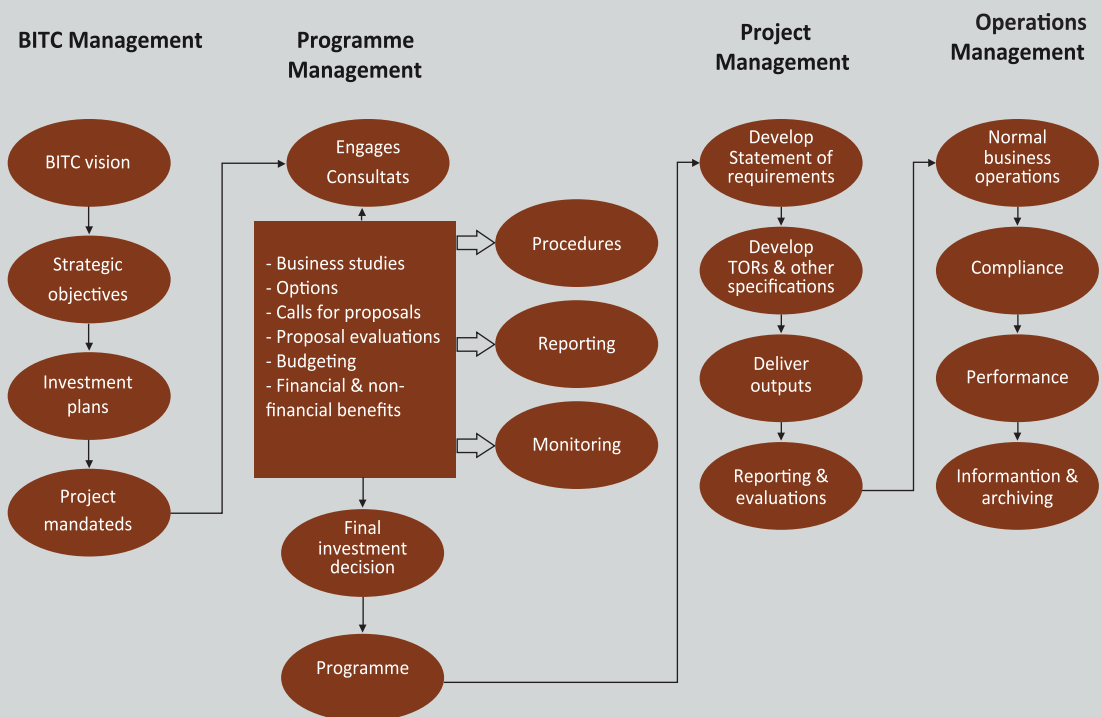 BITC Management
BITC vision
Strategic
objectives
Investment
plans
Project
mandateds
Programme
Management
Engages
Consultats
- Business studies
- Options
- Calls for proposals
- Proposal evaluations
- Budgeting
- Financial & non-
financial benefits
Procedures
Reporting
Monitoring
Final
investment
decision
Programme
Project
Management
Develop
Statement of
requirements
Develop
TORs & other
specifications
Deliver
outputs
Reporting &
evaluations
Operations
Management
Normal
business
operations
Compliance
Performance
Informantion &
archiving